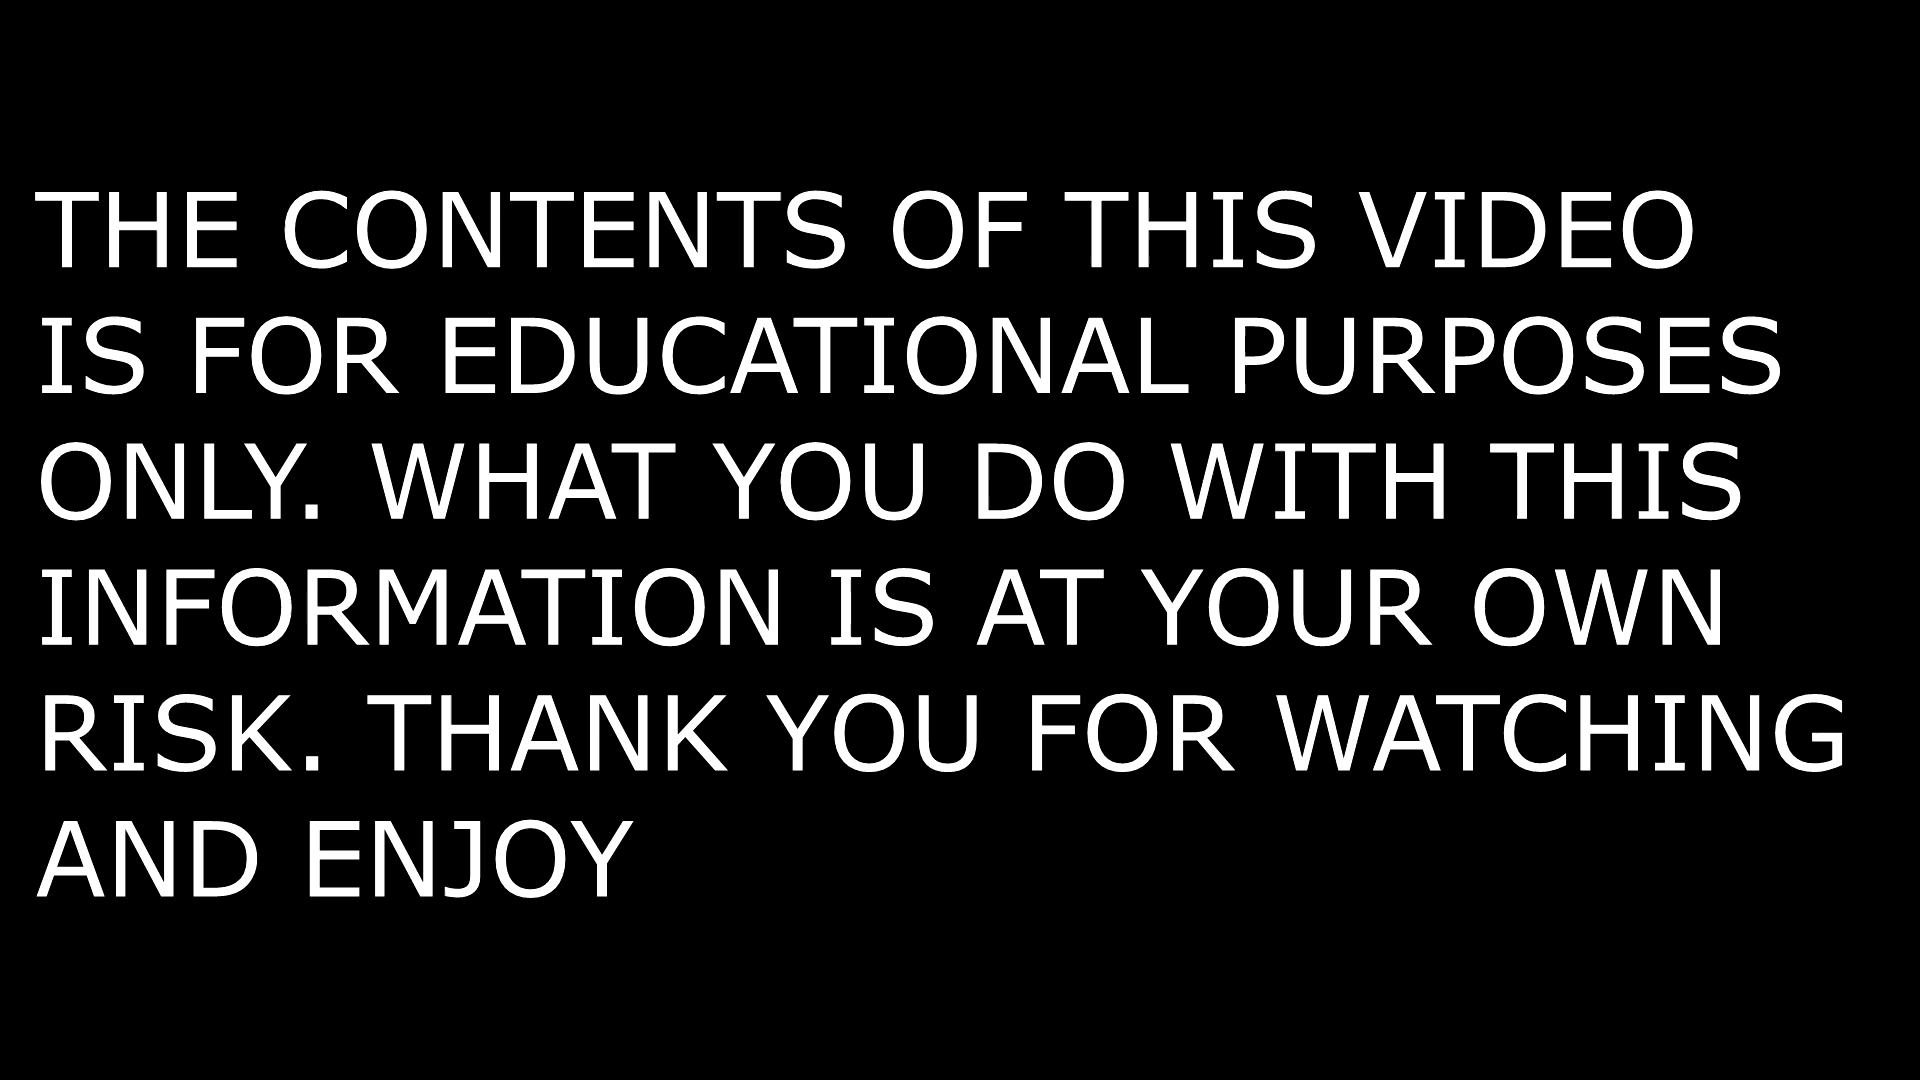 THE CONTENTS OF THIS VIDEO
IS FOR EDUCATIONAL PURPOSES
ONLY. WHAT YOU DO WITH THIS
INFORMATION IS AT YOUR OWN
RISK. THANK YOU FOR WATCHING
AND ENJOY